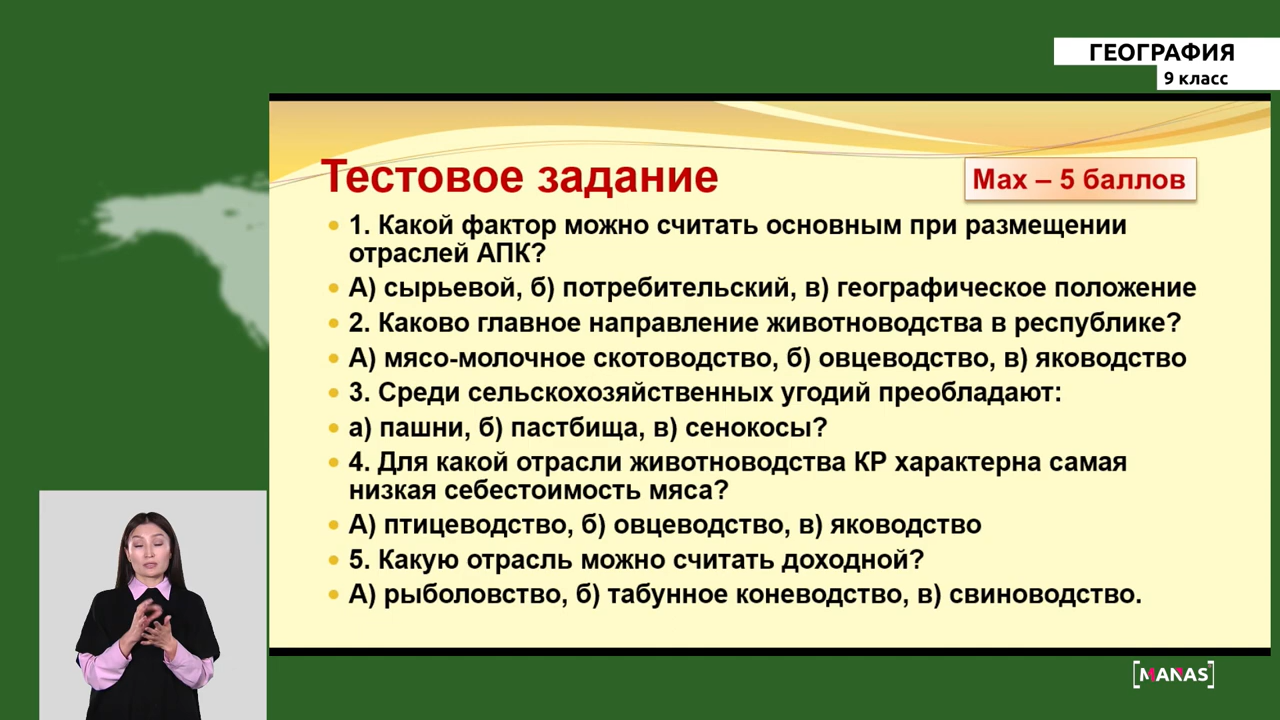 ГЕОГРАФИЯ
9 класс
Тестовое задание
Мах – 5 баллов
1. Какой фактор можно считать основным при размещении
отраслей АПК?
А) сырьевой, б) потребительский, в) географическое положение
2. Каково главное направление животноводства в республике?
А) мясо-молочное скотоводство, б) овцеводство, в) яководство
3. Среди сельскохозяйственных угодий преобладают:
а) пашни, б) пастбища, в) сенокосы?
4. Для какой отрасли животноводства КР характерна самая
низкая себестоимость мяса?
А) птицеводство, б) овцеводство, в) яководство
5. Какую отрасль можно считать доходной?
А) рыболовство, б) табунное коневодство, в) свиноводство.
[MANAS]